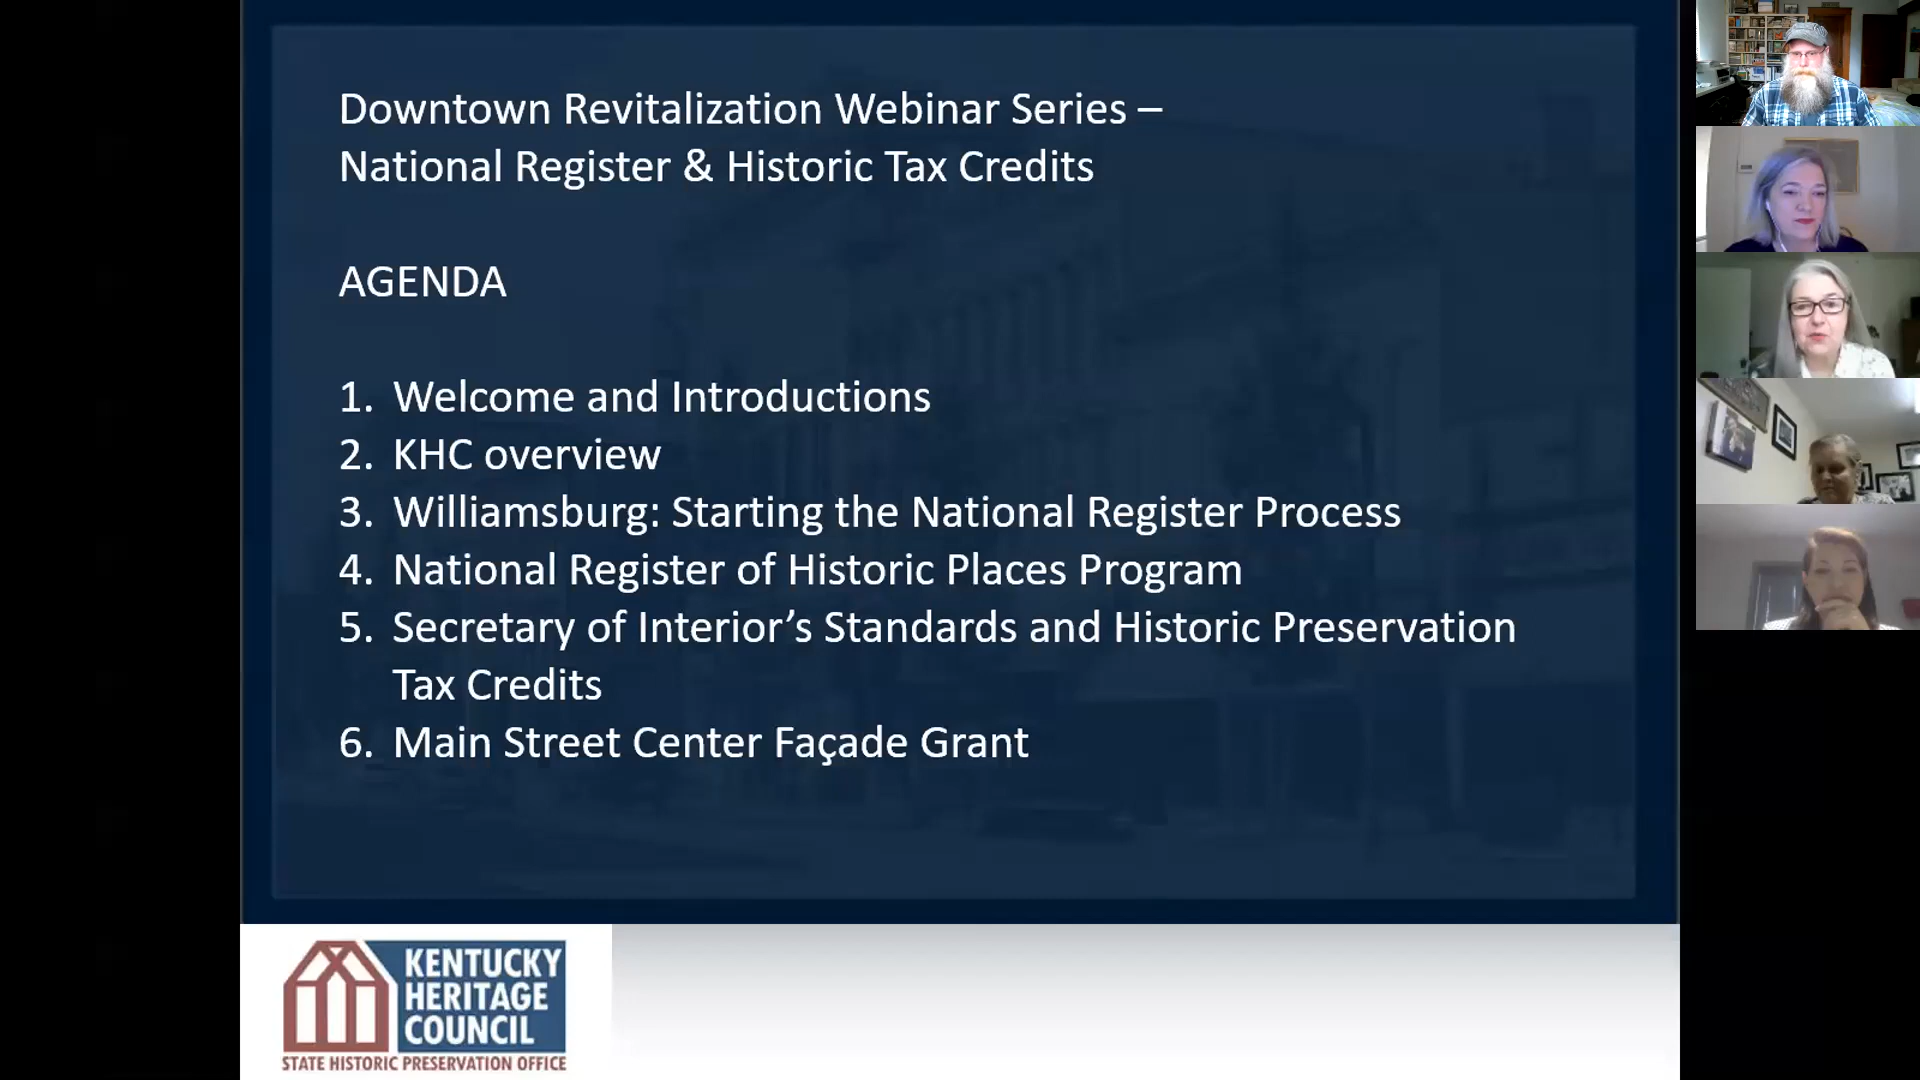 Downtown Revitalization Webinar Series –
National Register & Historic Tax Credits
AGENDA
1. Welcome and Introductions
2. KHC overview
3. Williamsburg: Starting the National Register Process
4. National Register of Historic Places Program
5. Secretary of Interior’s Standards and Historic Preservation
Tax Credits
6. Main Street Center Façade Grant
KENTUCKY
HERITAGE
COUNCIL
STATE HISTORIC PRESERVATION OFFICE